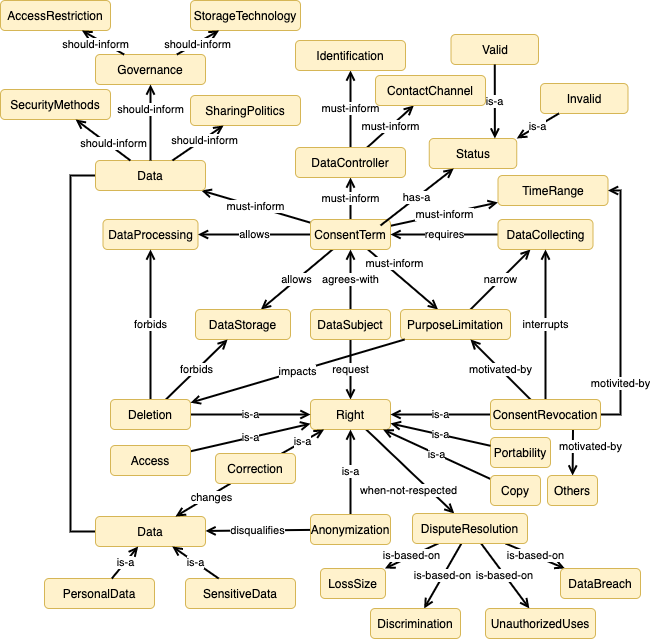 AccessRestriction
StorageTechnology
should-inform
should-inform
Governance
Identification
Valid
SecurityMethods
should-inform
SharingPolitics
ContactChannel
is-a
Invalid
must-inform
must-inform
is-a
should-inform
should-inform
Data
DataController
Status
TimeRange
must-inform
must-inform
has-a
must-inform
DataProcessing
allows
ConsentTerm
requires
DataCollecting
must-inform
allows
agrees-with
narrow
forbids
DataStorage
DataSubject
PurposeLimitation
interrupts
forbids
impacts
request
motivated-by
motivited-by
Deletion
is-a
Right
is-a
ConsentRevocation
is-a
is-a
is-a
motivated-by
Access
Correction
is-a
Portability
is-a
when-not-respected
Copy
Others
changes
Data
disqualifies
Anonymization
DisputeResolution
is-a
is-a
is-based-on
is-based-on
is-based-on
is-based-on
PersonalData
SensitiveData
LossSize
DataBreach
Discrimination
UnauthorizedUses